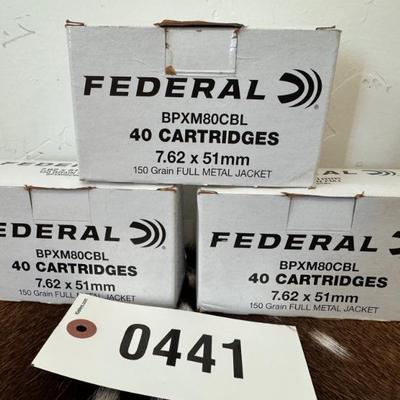 FEDERAL
BPXM80CBL
40 CARTRIDGES
7.62 x 51mm
150 Grain FULL METAL JACKET
FEDERAL
BPXM80CBL
40 CARTRIDGES
7.62 x 51mm
150 Grain FULL METAL JACKET
FEDERAL
BPXM80CBL
40 CARTRIDGES
7.62 x 51mm
150 Grain FULL METAL JACKET
0441